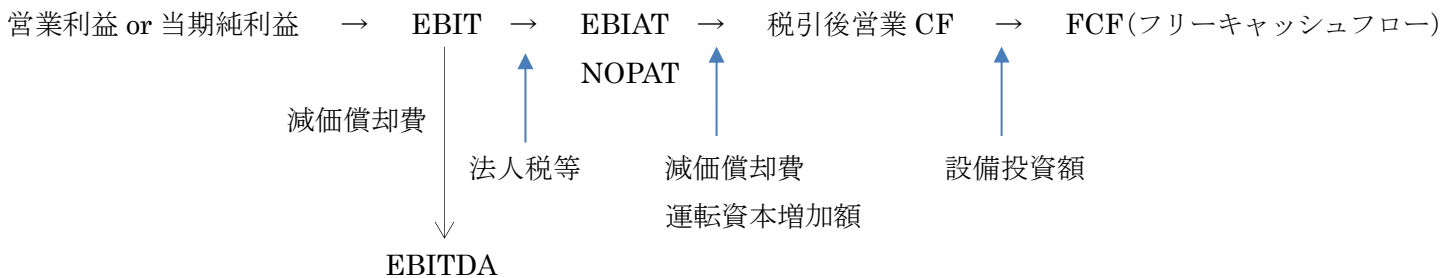 営業利益 or 当期純利益 → EBIT → EBIAT → 税引後営業 CF → FCF(フリーキャッシュフロー)
NOPAT
減価償却費
法人税等 減価償却費 設備投資額
運転資本増加額
EBITDA